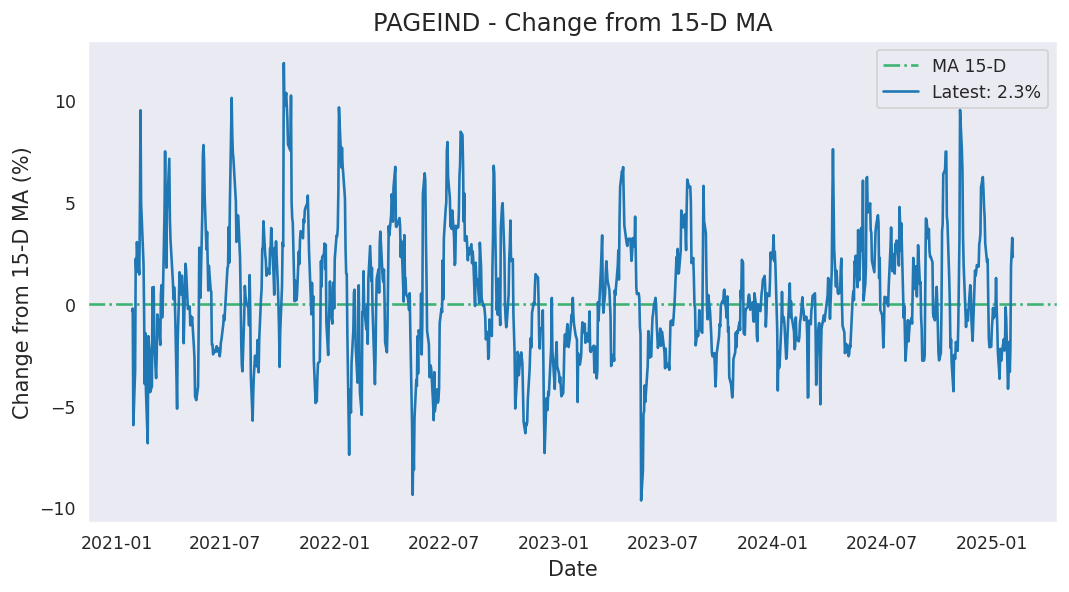 PAGEIND - Change from 15-D MA
MA 15-D
Latest: 2.3%
Change from 15-D MA (%)
10
5
0
−5
−10
2021-01 2021-07 2022-01 2022-07 2023-01 2023-07 2024-01 2024-07 2025-01
Date